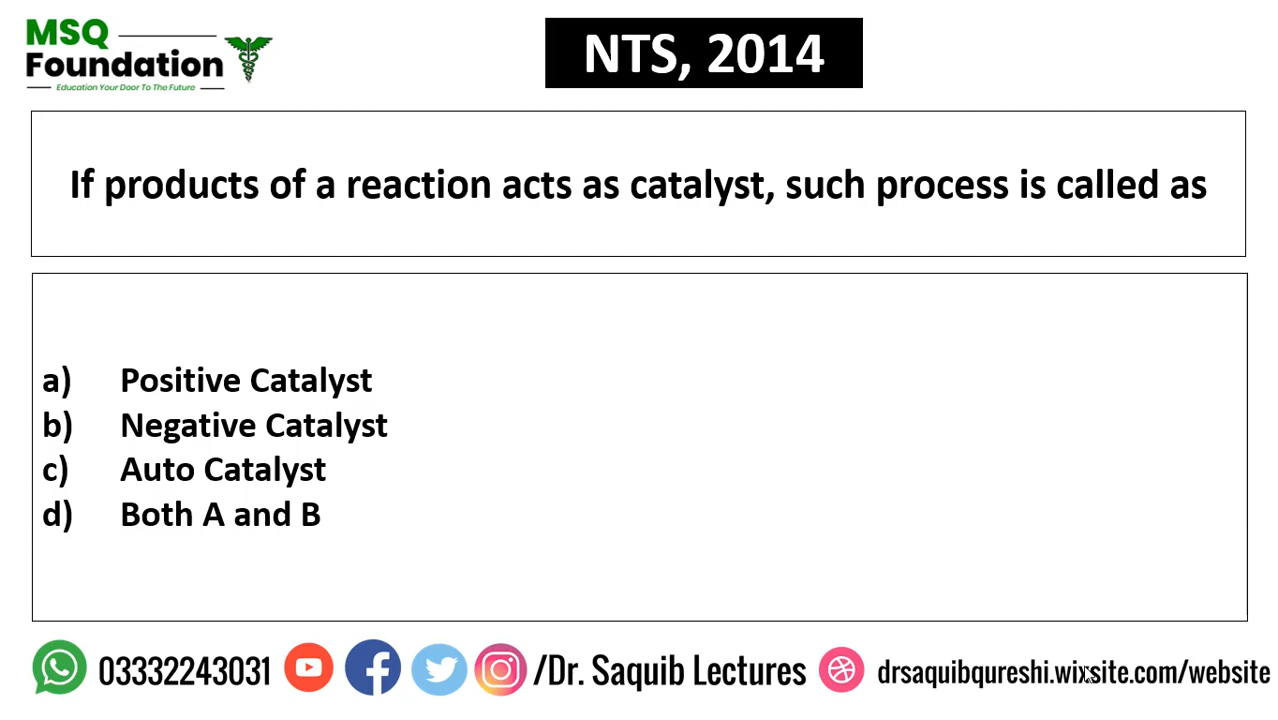 MSQ
Foundation
Education Your Door To The Future
NTS, 2014
If products of a reaction acts as catalyst, such process is called as
a) Positive Catalyst
b) Negative Catalyst
c) Auto Catalyst
d) Both A and B
03332243031 /Dr. Saquib Lectures drsaquibqureshi.wixsite.com/website